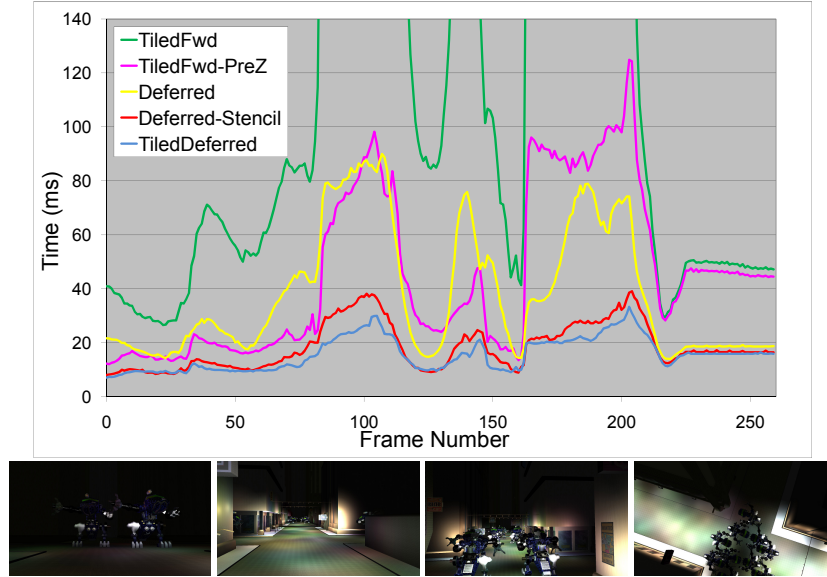 140
120
100
80
60
40
20
0
Time (ms)
TiledFwd
TiledFwd-PreZ
Deferred
Deferred-Stencil
TiledDeferred
0 50 100 150 200 250
Frame Number